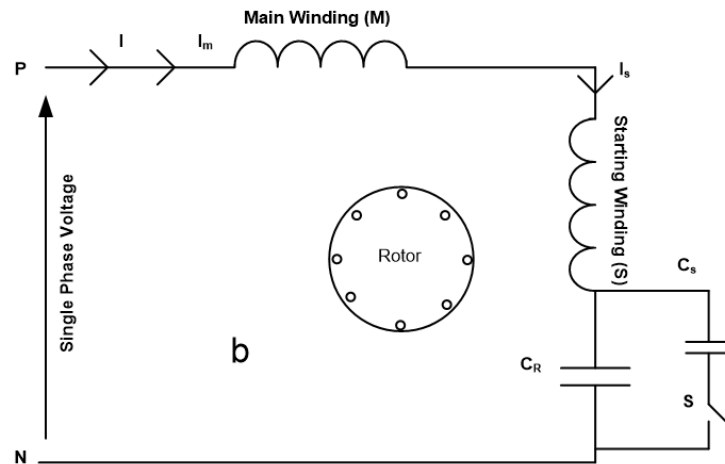 Main Winding (M)
I
Im
P
Is
Starting Winding (S)
Single Phase Voltage
Rotor
Cs
b
CR
S
N